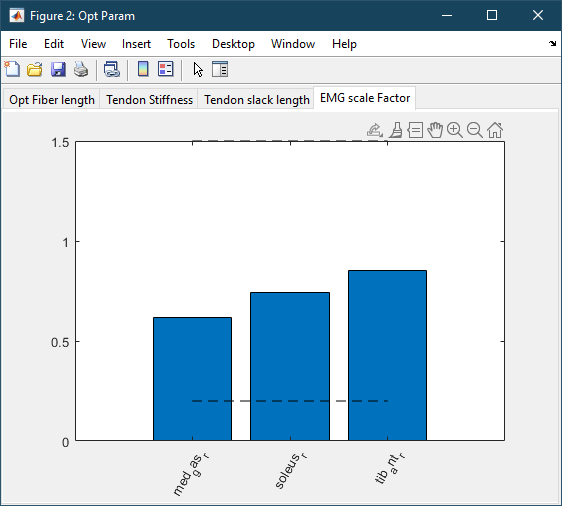 Figure 2: Opt Param
File Edit View Insert Tools Desktop Window Help
Opt Fiber length Tendon Stiffness Tendon slack length EMG scale Factor
1.5
1
0.5
0
med_gas_r
soleus_r
tib_ant_r